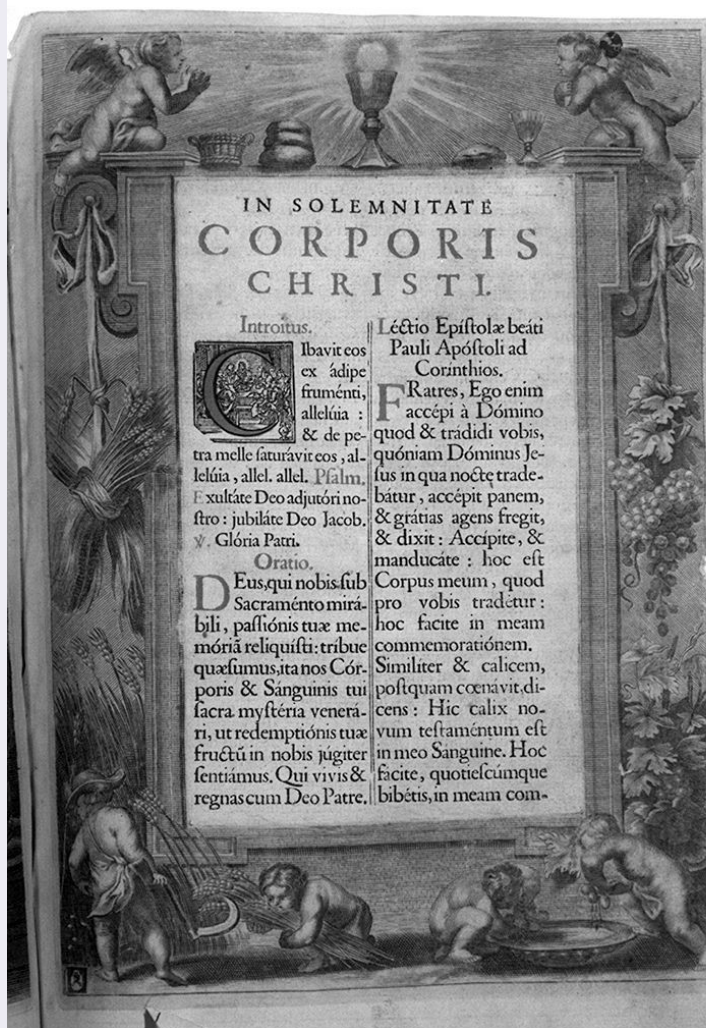 IN SOLEMNITATE
CORPORIS
CHRISTI.
Introitus.
CIbavit eos
ex ádipe
fruménti,
allelúia :
& de pe-
tra melle ſaturávit eos, al-
lelúia, allel. allel. Pſalm.
Exultáte Deo adjutóri no-
ſtro : jubiláte Deo Jacob.
℣. Glória Patri.
Oratio.
DEus, qui nobis ſub
Sacraménto mirá-
bili, paſſiónis tuæ me-
móriã reliquíſti: tríbue
quæſumus, ita nos Cór-
poris & Sánguinis tui
ſacra myſtéria venerá-
ri, ut redemptiónis tuæ
fructũ in nobis júgiter
ſentiámus. Qui vivis &
regnas cum Deo Patre.
Léctio Epíſtolæ beáti
Pauli Apóſtoli ad
Corínthios.
FRatres, Ego enim
accépi à Dómino
quod & trádidi vobis,
quóniam Dóminus Je-
ſus in qua nocte trade-
bátur, accépit panem,
& grátias agens fregit,
& dixit : Accípite, &
manducáte : hoc eſt
Corpus meum, quod
pro vobis tradétur :
hoc facite in meam
commemoratiónem.
Similiter & calicem,
poſtquam cœnávit, di-
cens : Hic calix no-
vum teſtaméntum eſt
in meo Sanguine. Hoc
fácite, quotieſcúmque
bibétis, in meam com-